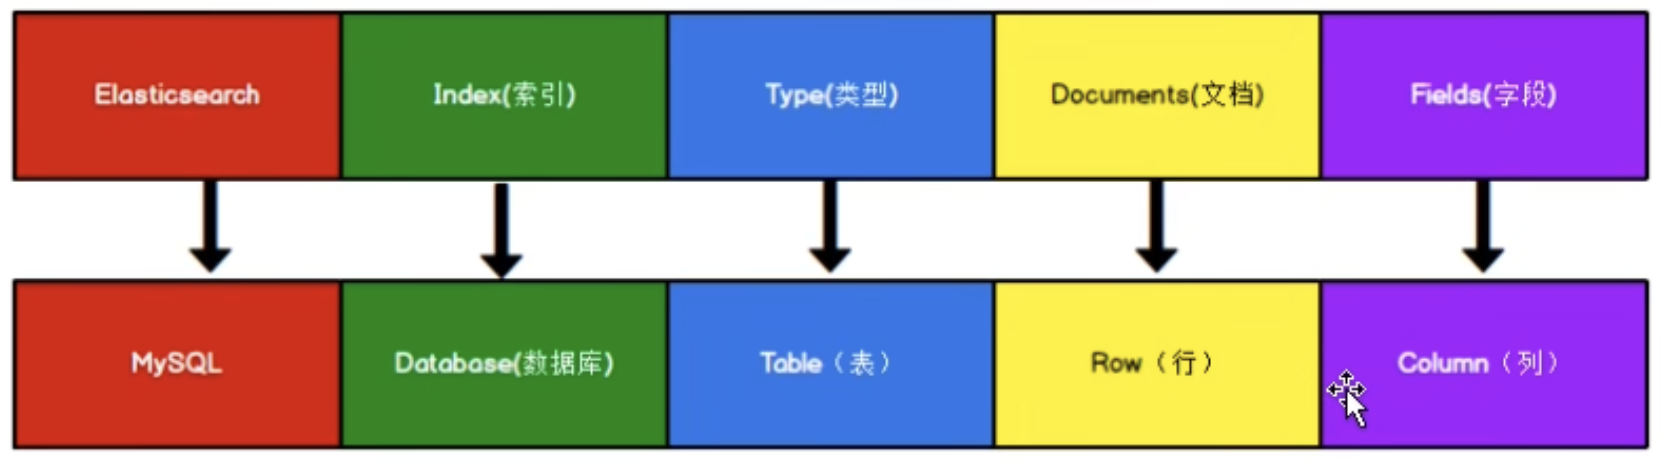 Elasticsearch
Index(索引)
Type(类型)
Documents(文档)
Fields(字段)
MySQL
Database(数据库)
Table（表）
Row（行）
Column（列）